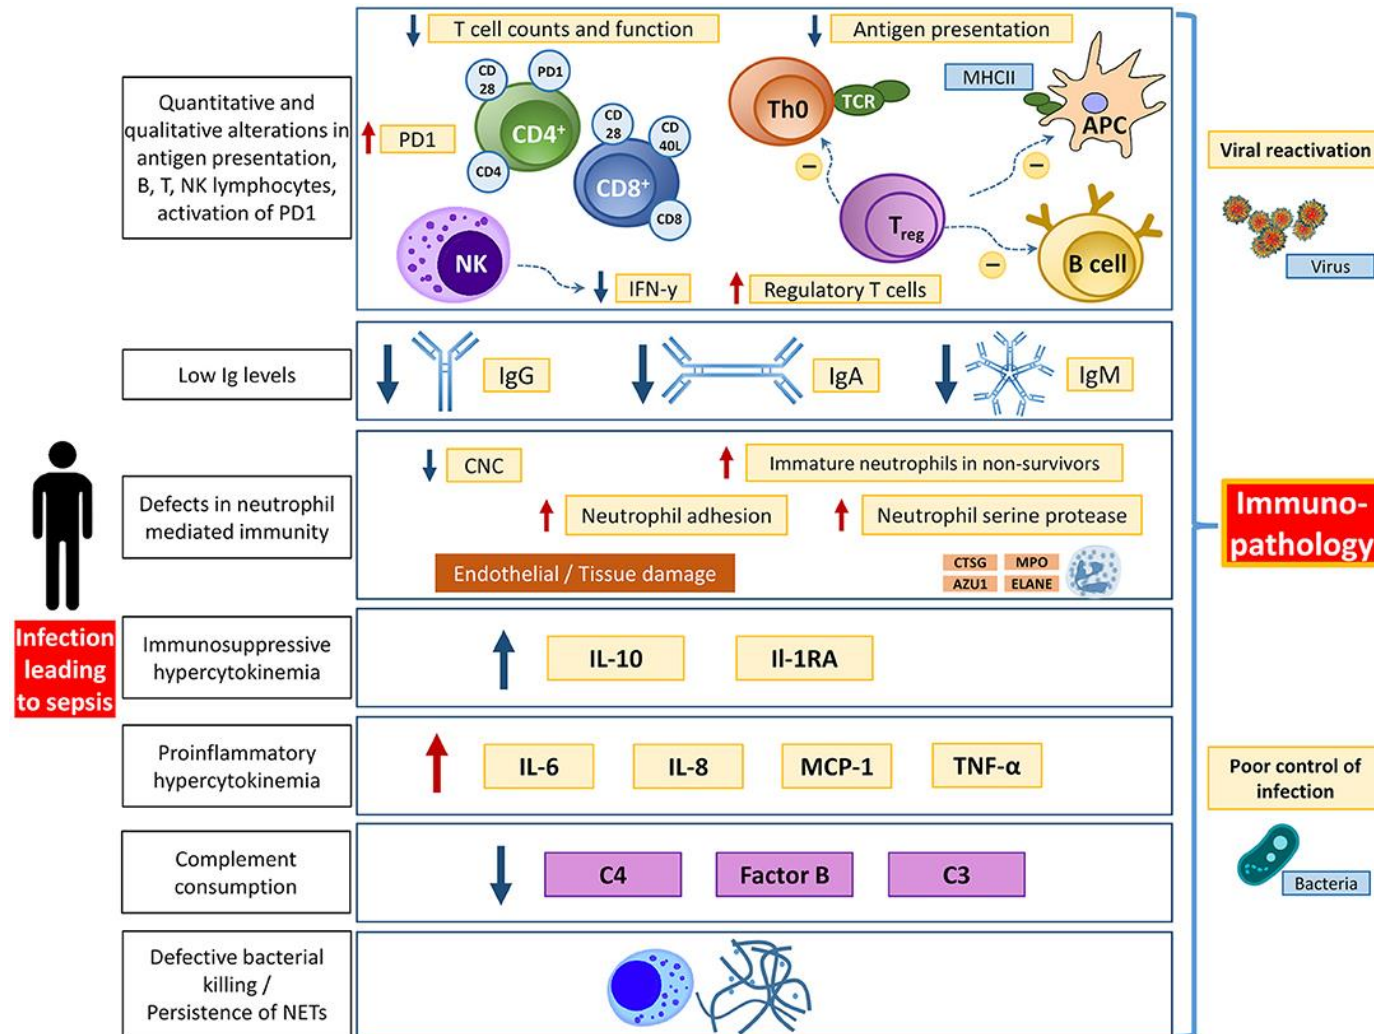 T cell counts and function
Antigen presentation
Quantitative and
qualitative alterations in
antigen presentation,
B, T, NK lymphocytes,
activation of PD1
PD1
CD
28
PD1
CD4+
CD4
CD
28
CD
40L
CD8+
CD8
NK
IFN-y
Th0
TCR
MHCII
APC
Treg
B cell
Regulatory T cells
–
–
–
Low Ig levels
IgG
IgA
IgM
Defects in neutrophil
mediated immunity
CNC
Immature neutrophils in non-survivors
Neutrophil adhesion
Neutrophil serine protease
Endothelial / Tissue damage
CTSG
MPO
AZU1
ELANE
Infection
leading
to sepsis
Immunosuppressive
hypercytokinemia
IL-10
Il-1RA
Proinflammatory
hypercytokinemia
IL-6
IL-8
MCP-1
TNF-α
Complement
consumption
C4
Factor B
C3
Defective bacterial
killing /
Persistence of NETs
Viral reactivation
Virus
Immuno-
pathology
Poor control of
infection
Bacteria